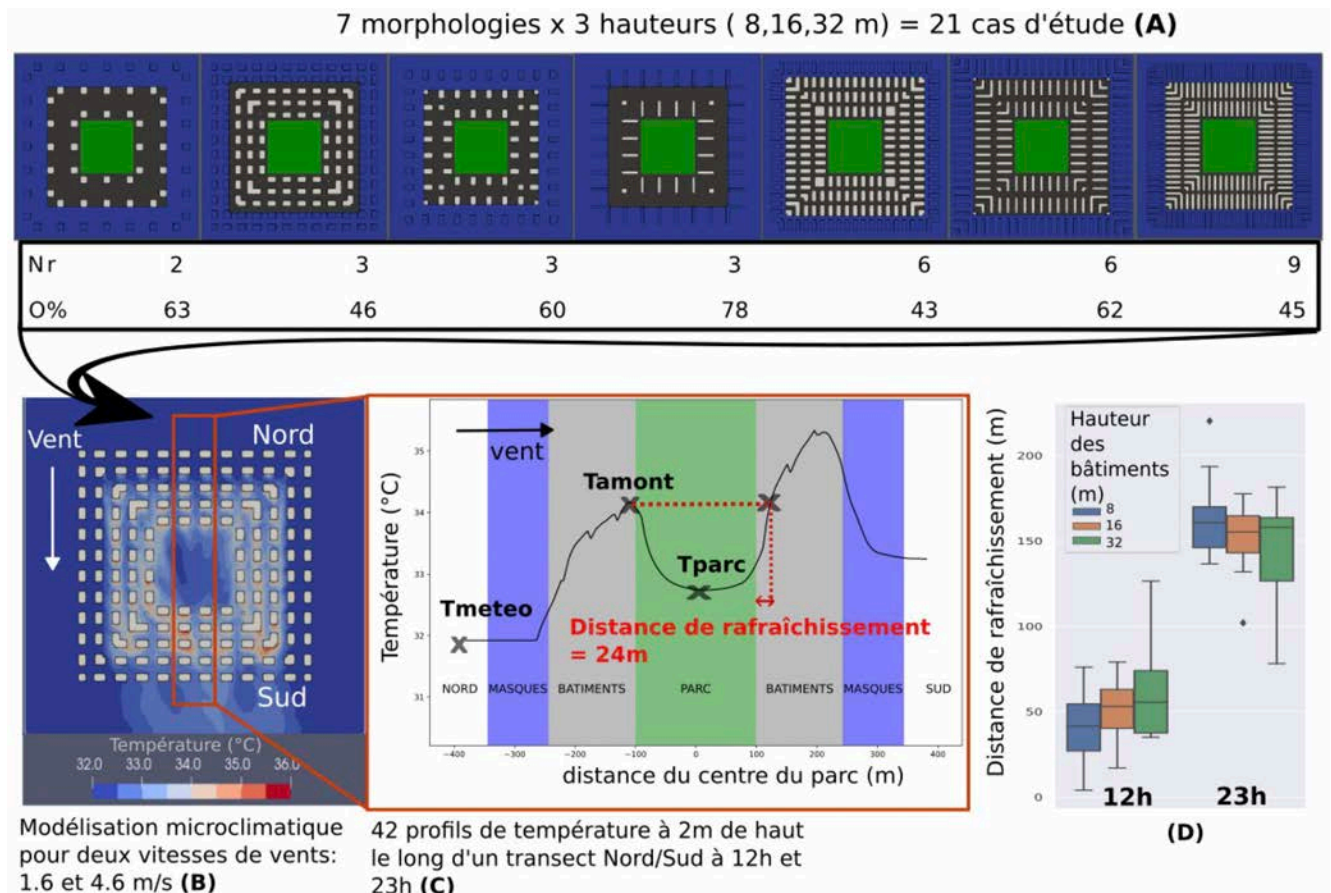 7 morphologies x 3 hauteurs ( 8,16,32 m) = 21 cas d'étude (A)
Nr 2 3 3 3 6 6 9
O% 63 46 60 78 43 62 45
Vent
Nord
Sud
Température (°C)
32.0 33.0 34.0 35.0 36.0
Modélisation microclimatique
pour deux vitesses de vents:
1.6 et 4.6 m/s (B)
Température (°C)
35
34
33
32
31
vent
Tamont
Tparc
Tmeteo
Distance de rafraîchissement
= 24m
NORD MASQUES BATIMENTS PARC BATIMENTS MASQUES SUD
−400 −300 −200 −100 0 100 200 300 400
distance du centre du parc (m)
42 profils de température à 2m de haut
le long d'un transect Nord/Sud à 12h et
23h (C)
Distance de rafraîchissement (m)
200
150
100
50
0
Hauteur
des
bâtiments
(m)
8
16
32
12h 23h
(D)